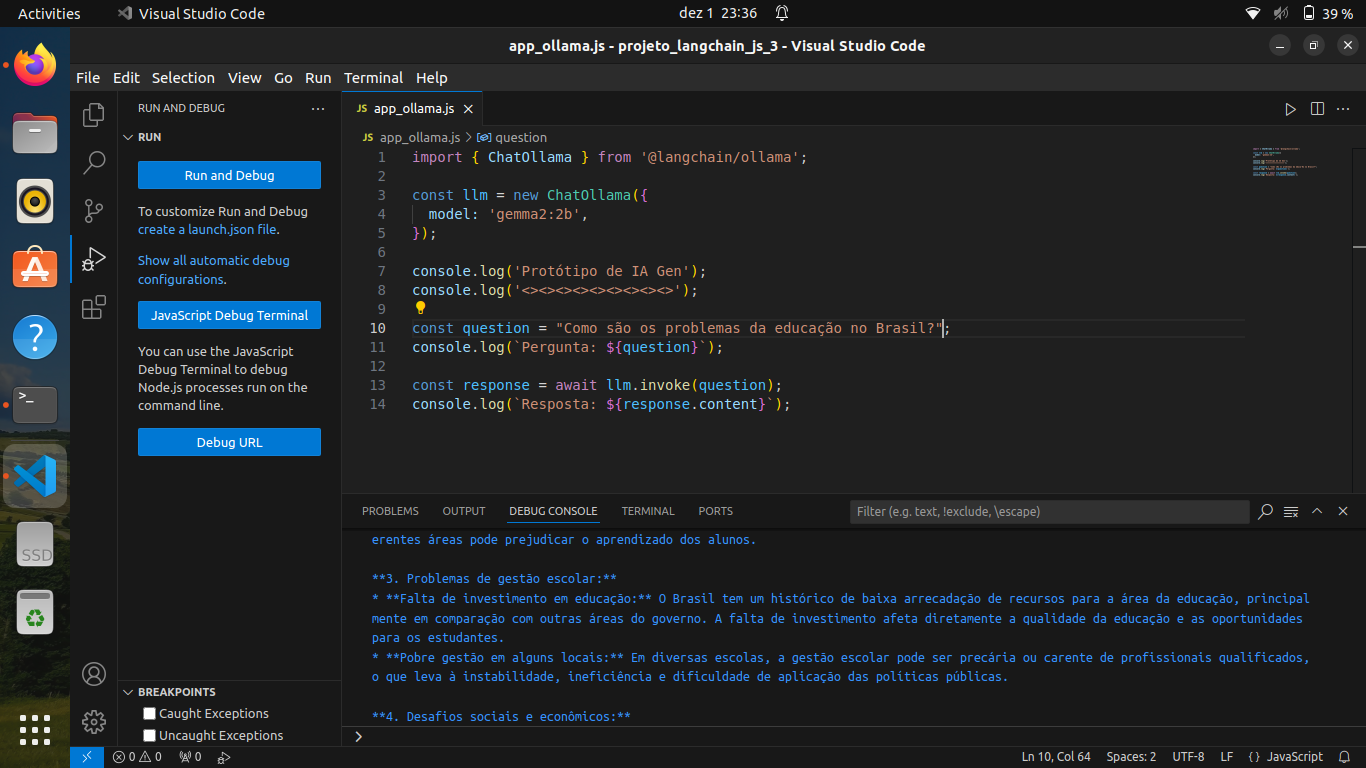 Activities Visual Studio Code dez 1 23:36 39 %
app_ollama.js - projeto_langchain_js_3 - Visual Studio Code
File Edit Selection View Go Run Terminal Help
RUN AND DEBUG ···
RUN
Run and Debug
To customize Run and Debug
create a launch.json file.
Show all automatic debug
configurations.
JavaScript Debug Terminal
You can use the JavaScript
Debug Terminal to debug
Node.js processes run on the
command line.
Debug URL
BREAKPOINTS
Caught Exceptions
Uncaught Exceptions
JS app_ollama.js
JS app_ollama.js > question
1 import { ChatOllama } from '@langchain/ollama';
2
3 const llm = new ChatOllama({
4   model: 'gemma2:2b',
5 });
6
7 console.log('Protótipo de IA Gen');
8 console.log('<><><><><><><><><>');
9
10 const question = "Como são os problemas da educação no Brasil?";
11 console.log(`Pergunta: ${question}`);
12
13 const response = await llm.invoke(question);
14 console.log(`Resposta: ${response.content}`);
PROBLEMS OUTPUT DEBUG CONSOLE TERMINAL PORTS Filter (e.g. text, !exclude, \escape)
erentes áreas pode prejudicar o aprendizado dos alunos.
**3. Problemas de gestão escolar:**
* **Falta de investimento em educação:** O Brasil tem um histórico de baixa arrecadação de recursos para a área da educação, principal
mente em comparação com outras áreas do governo. A falta de investimento afeta diretamente a qualidade da educação e as oportunidades
para os estudantes.
* **Pobre gestão em alguns locais:** Em diversas escolas, a gestão escolar pode ser precária ou carente de profissionais qualificados,
o que leva à instabilidade, ineficiência e dificuldade de aplicação das políticas públicas.
**4. Desafios sociais e econômicos:**
>
SSD
0 0 0 Ln 10, Col 64 Spaces: 2 UTF-8 LF {} JavaScript